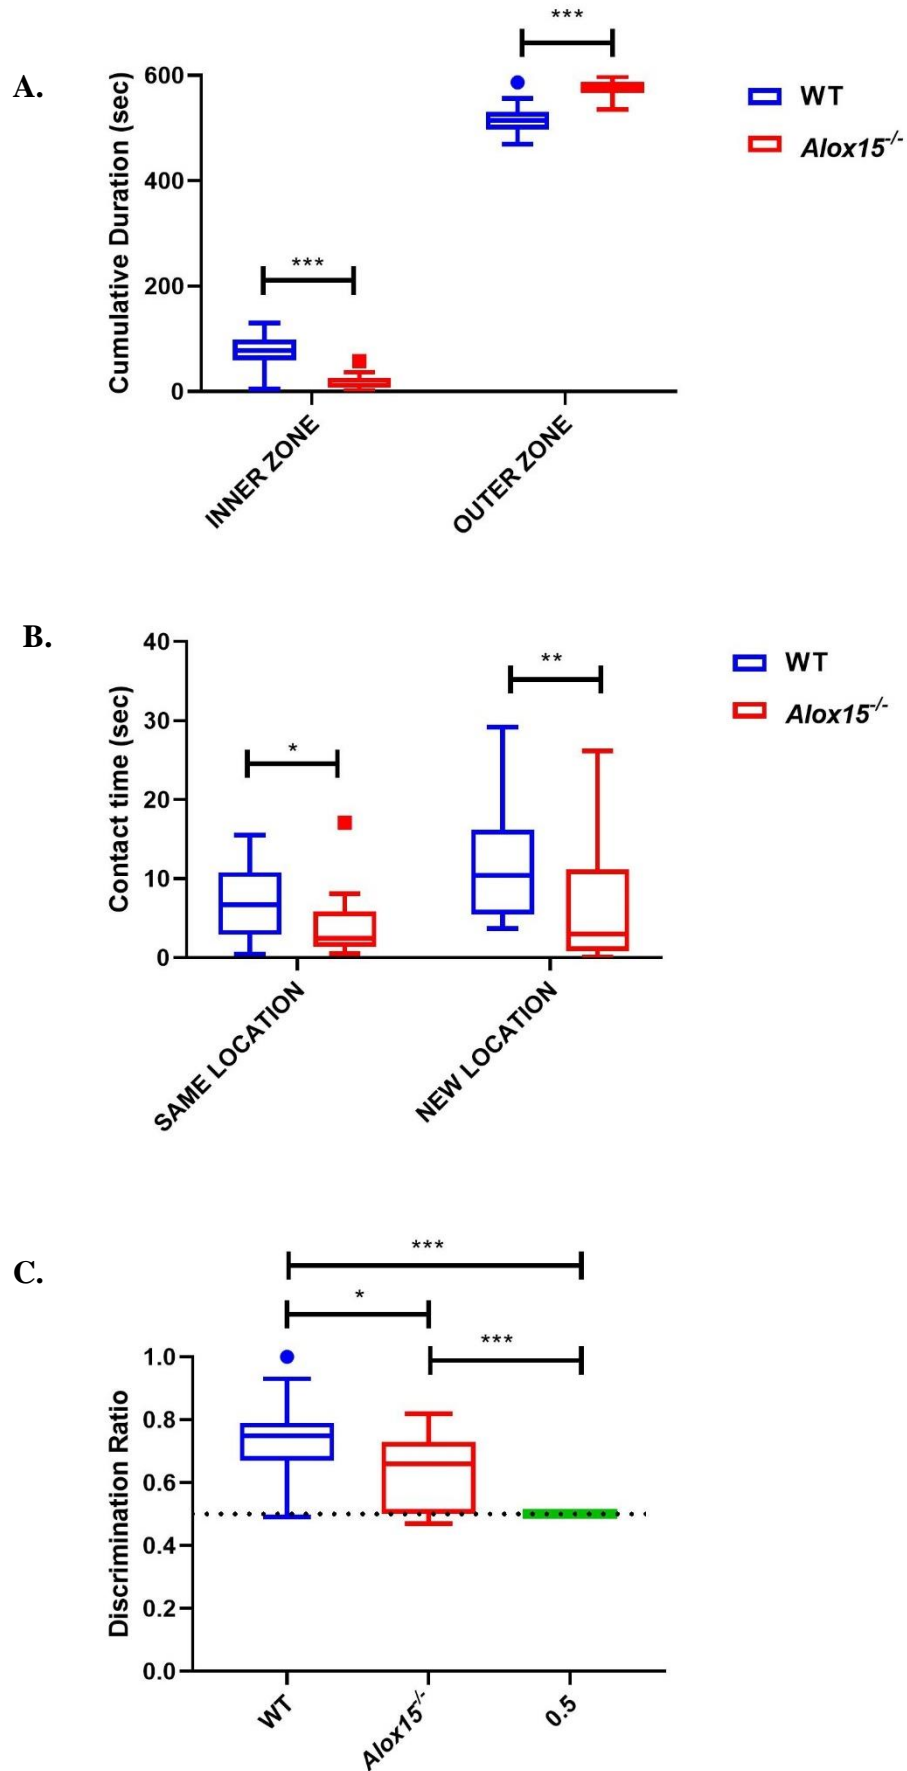 A.
***
Cumulative Duration (sec)
600
400
200
0
***
INNER ZONE
OUTER ZONE
WT
Alox15-/-
B.
Contact time (sec)
40
30
20
10
0
*
**
SAME LOCATION
NEW LOCATION
WT
Alox15-/-
C.
***
*
***
Discrimination Ratio
1.0
0.8
0.6
0.4
0.2
0.0
WT
Alox15-/-
0.5